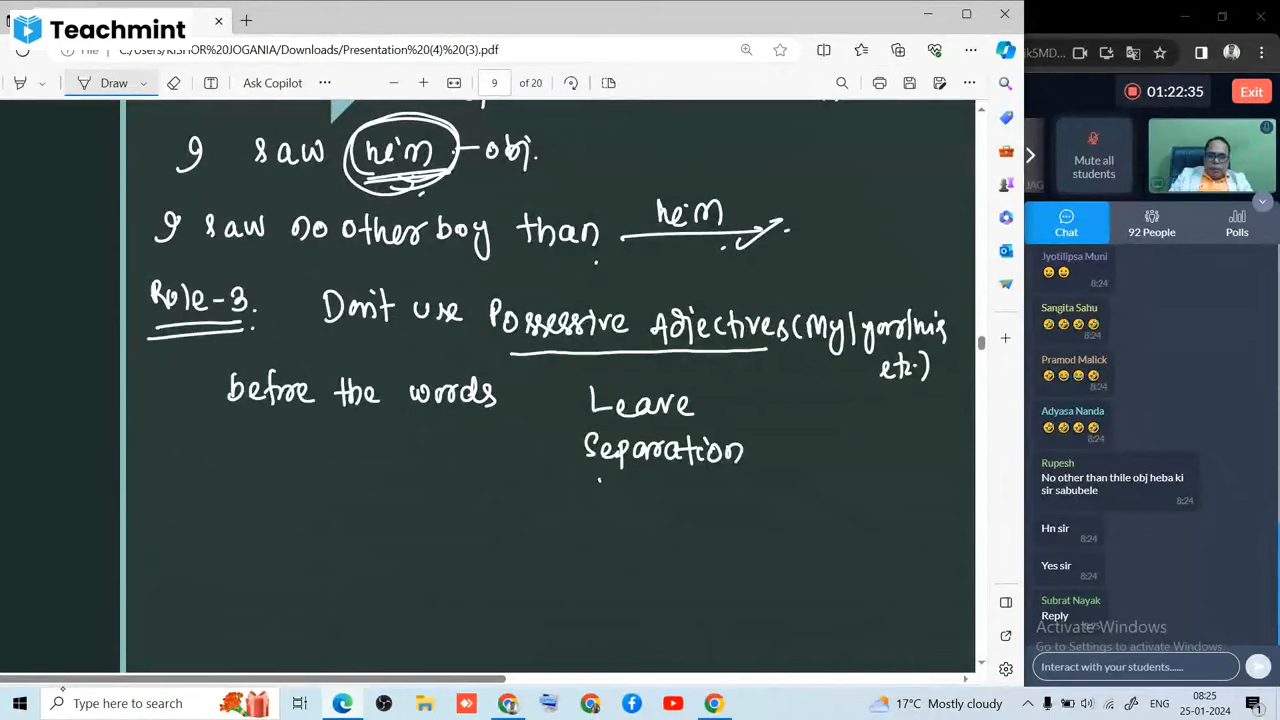 Teachmint
File
C:/Users/KISHOR%20JOGANIA/Downloads/Presentation%20(4)%20(3).pdf
Draw
Ask Copilot
9
of 20
I saw him – obj.
I saw no other boy than him
Rule-3. Don't use Possessive Adjectives (My/your/his
etc.)
before the words
Leave
Separation
01:22:35
Exit
Mute all
students
Chat
92 People
Polls
Jyotilipsa Muni
8:24
Sangita Sahu
8:24
Pramod Malick
8:24
Adyasa Nanda
8:24
Rupesh
No other than thile obj heba ki
sir sabubele
8:24
Hn sir
8:24
Yes sir
8:24
Subrat Nayak
Reply
Activate Windows
Go to Settings to activate Windows.
Interact with your students......
Type here to search
17°C Mostly cloudy
08:25
25-01-2024